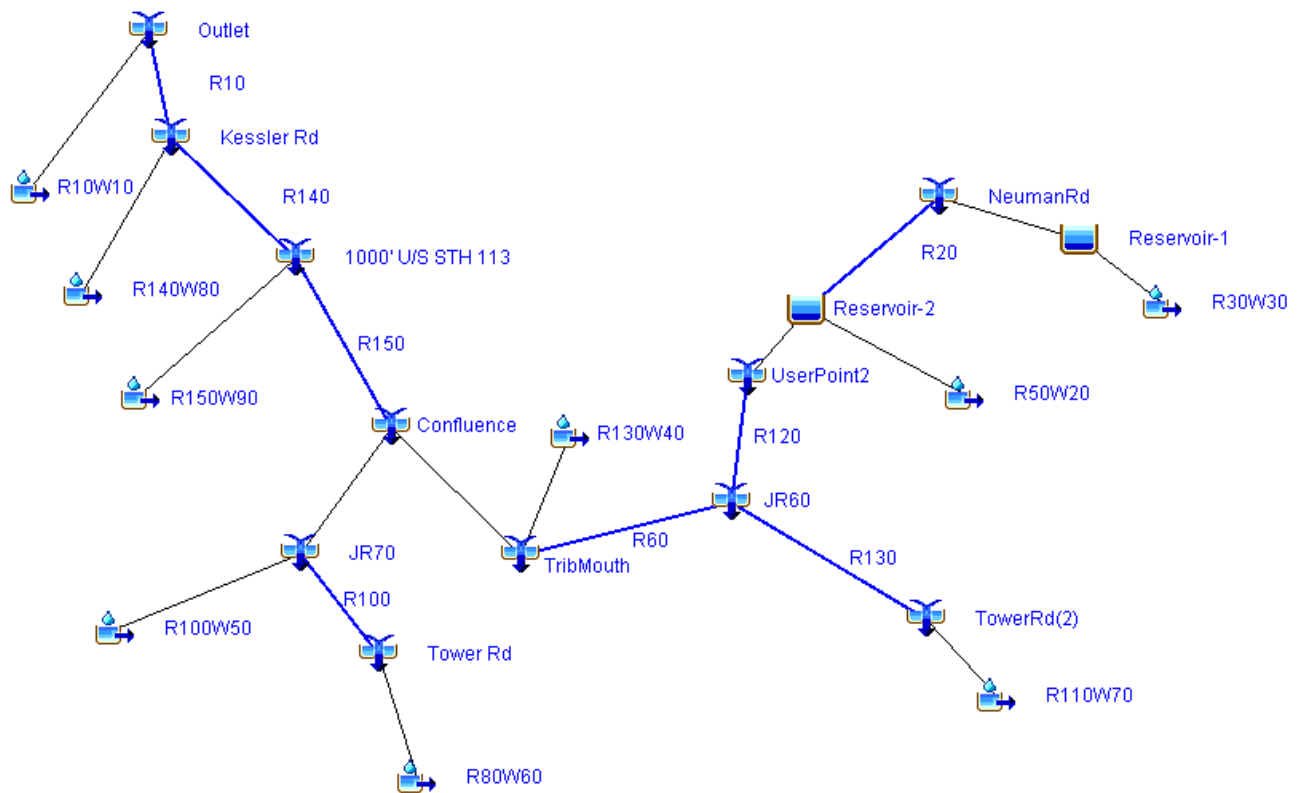 Outlet
R10
Kessler Rd
R10W10
NeumanRd
R140
R20
Reservoir-1
1000' U/S STH 113
R140W80
R30W30
Reservoir-2
R150
UserPoint2
R150W90
R50W20
Confluence
R130W40
R120
JR60
R60
JR70
TribMouth
R130
R100
R100W50
TowerRd(2)
Tower Rd
R110W70
R80W60